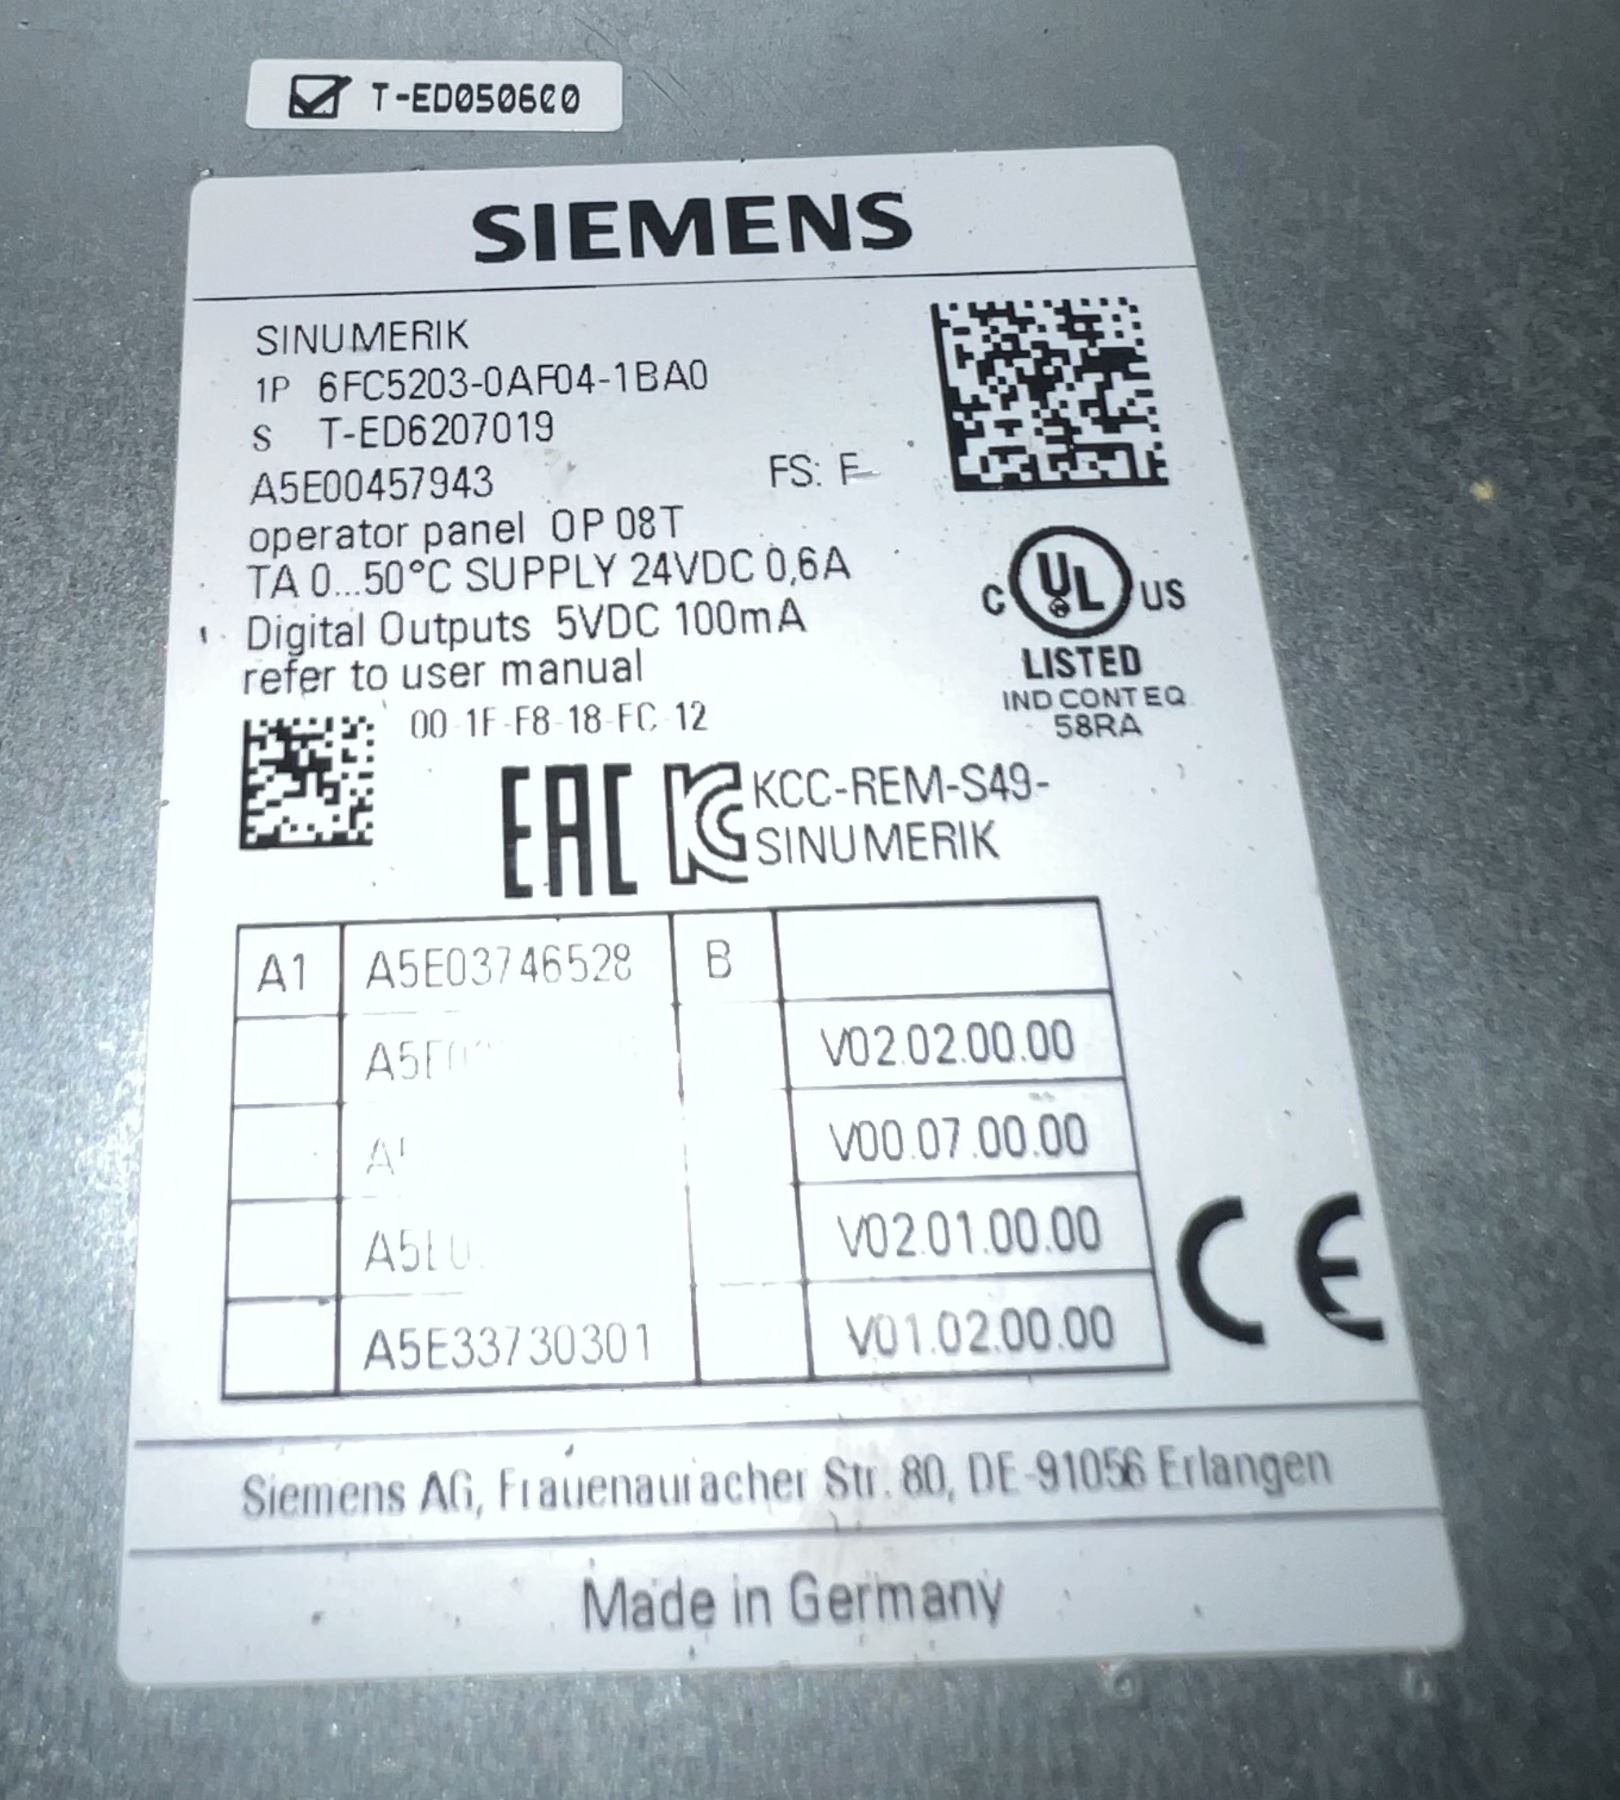 T-ED0506C0
SIEMENS
SINUMERIK
1P 6FC5203-0AF04-1BA0
S T-ED6207019
A5E00457943 FS: F
operator panel OP 08T
TA 0...50°C SUPPLY 24VDC 0,6A
Digital Outputs 5VDC 100mA
refer to user manual
00-1F-F8-18-FC-12
C UL US
LISTED
IND CONT EQ
58RA
EAC KCC-REM-S49-
SINUMERIK
A1 A5E03746528 B
V02.02.00.00
V00.07.00.00
V02.01.00.00
A5E33730301 V01.02.00.00
CE
Siemens AG, Frauenauracher Str. 80, DE-91056 Erlangen
Made in Germany